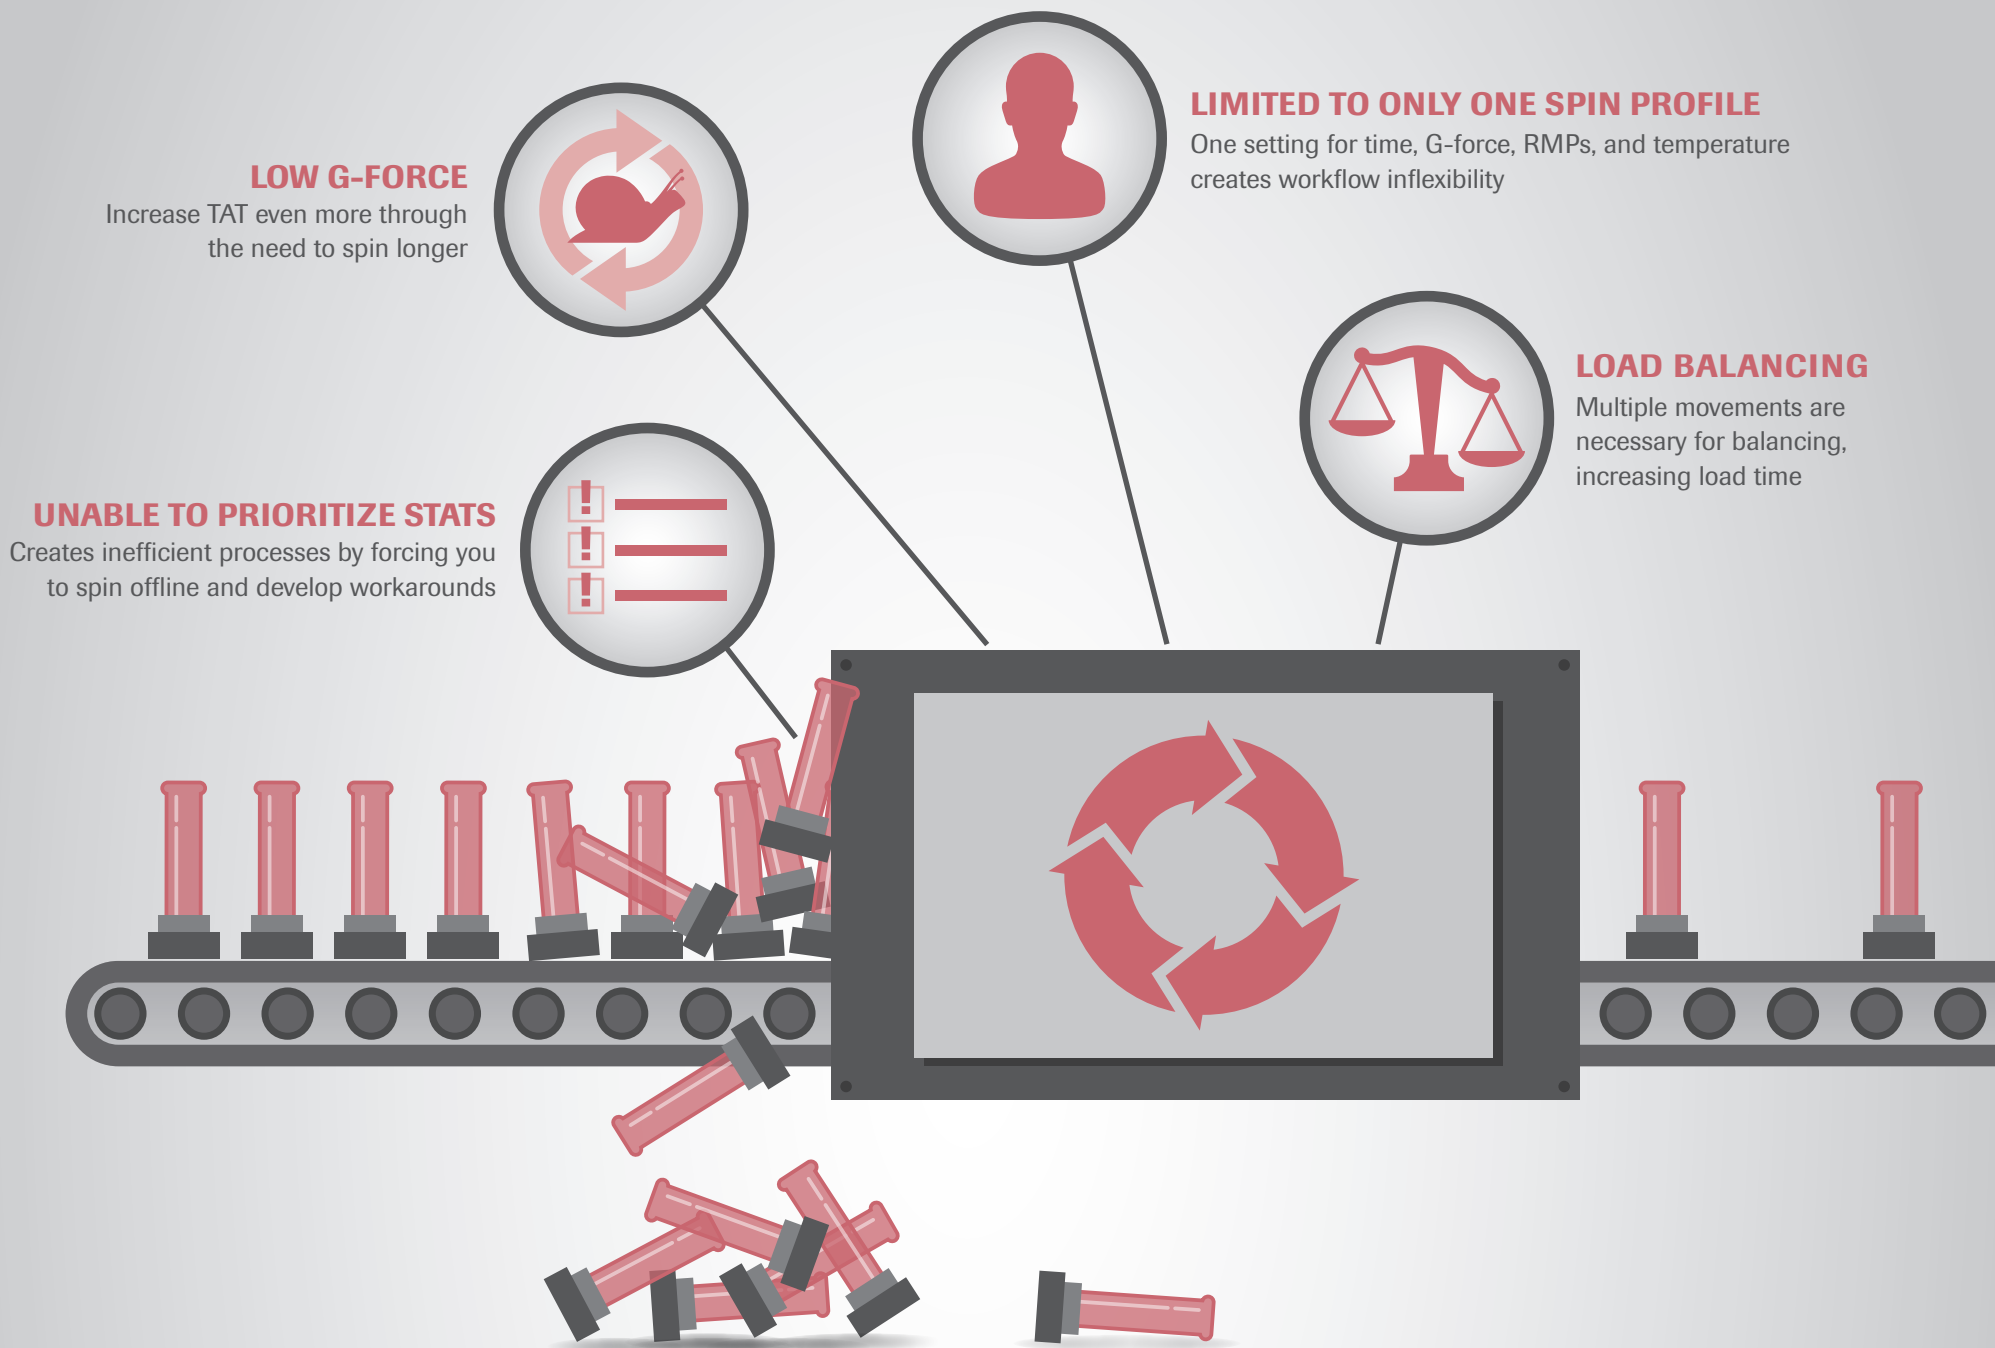 LOW G-FORCE
Increase TAT even more through
the need to spin longer
LIMITED TO ONLY ONE SPIN PROFILE
One setting for time, G-force, RMPs, and temperature
creates workflow inflexibility
LOAD BALANCING
Multiple movements are
necessary for balancing,
increasing load time
UNABLE TO PRIORITIZE STATS
Creates inefficient processes by forcing you
to spin offline and develop workarounds